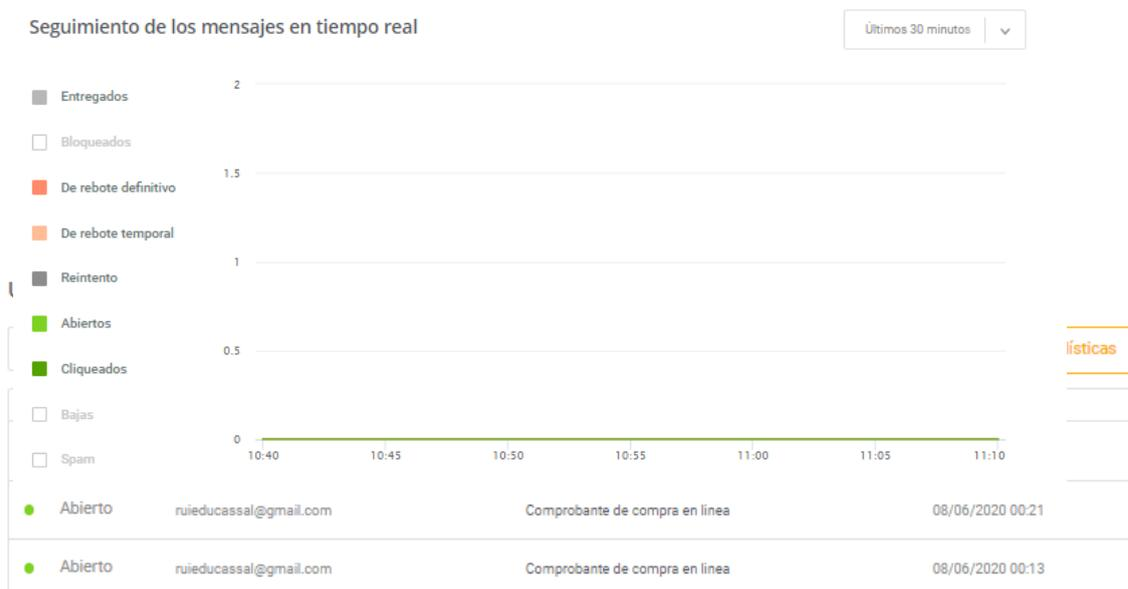 Seguimiento de los mensajes en tiempo real
Últimos 30 minutos
Entregados
Bloqueados
De rebote definitivo
De rebote temporal
Reintento
Abiertos
Cliqueados
Bajas
Spam
2
1.5
1
0.5
0
10:40 10:45 10:50 10:55 11:00 11:05 11:10
lísticas
Abierto ruieducassal@gmail.com Comprobante de compra en linea 08/06/2020 00:21
Abierto ruieducassal@gmail.com Comprobante de compra en linea 08/06/2020 00:13